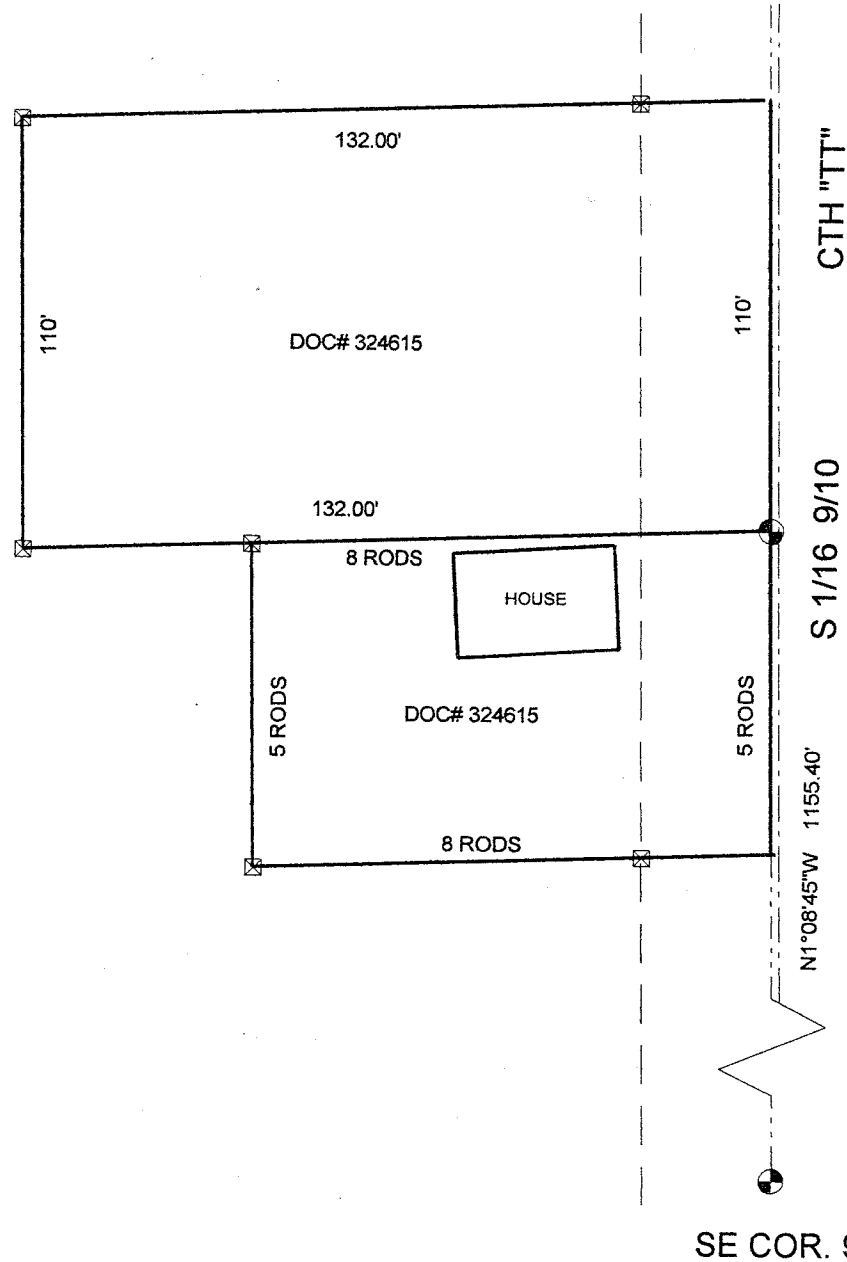 132.00'
CTH "TT"
110'
110'
DOC# 324615
132.00'
S 1/16 9/10
8 RODS
HOUSE
5 RODS
DOC# 324615
5 RODS
8 RODS
N1°08'45"W 1155.40'
SE COR.